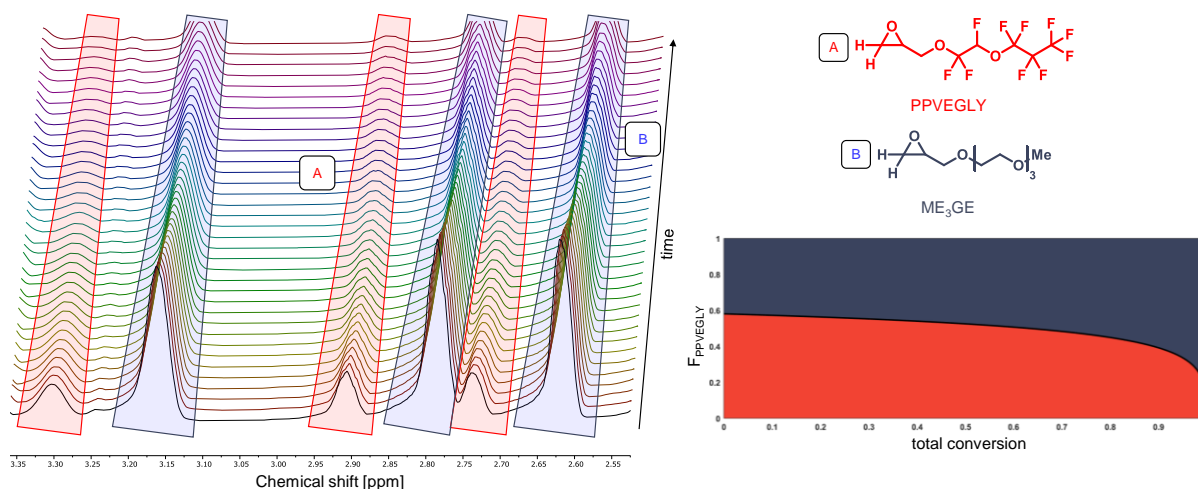 A
B
time
3.35 3.30 3.25 3.20 3.15 3.10 3.05 3.00 2.95 2.90 2.85 2.80 2.75 2.70 2.65 2.60 2.55
Chemical shift [ppm]
A
H
H
O
O
F
F
F
O
F
F
F
F
F
F
F
PPVEGLY
B
H
H
O
O
O
Me
3
ME3GE
FPPVEGLY
1
0.8
0.6
0.4
0.2
0
0 0.1 0.2 0.3 0.4 0.5 0.6 0.7 0.8 0.9
total conversion